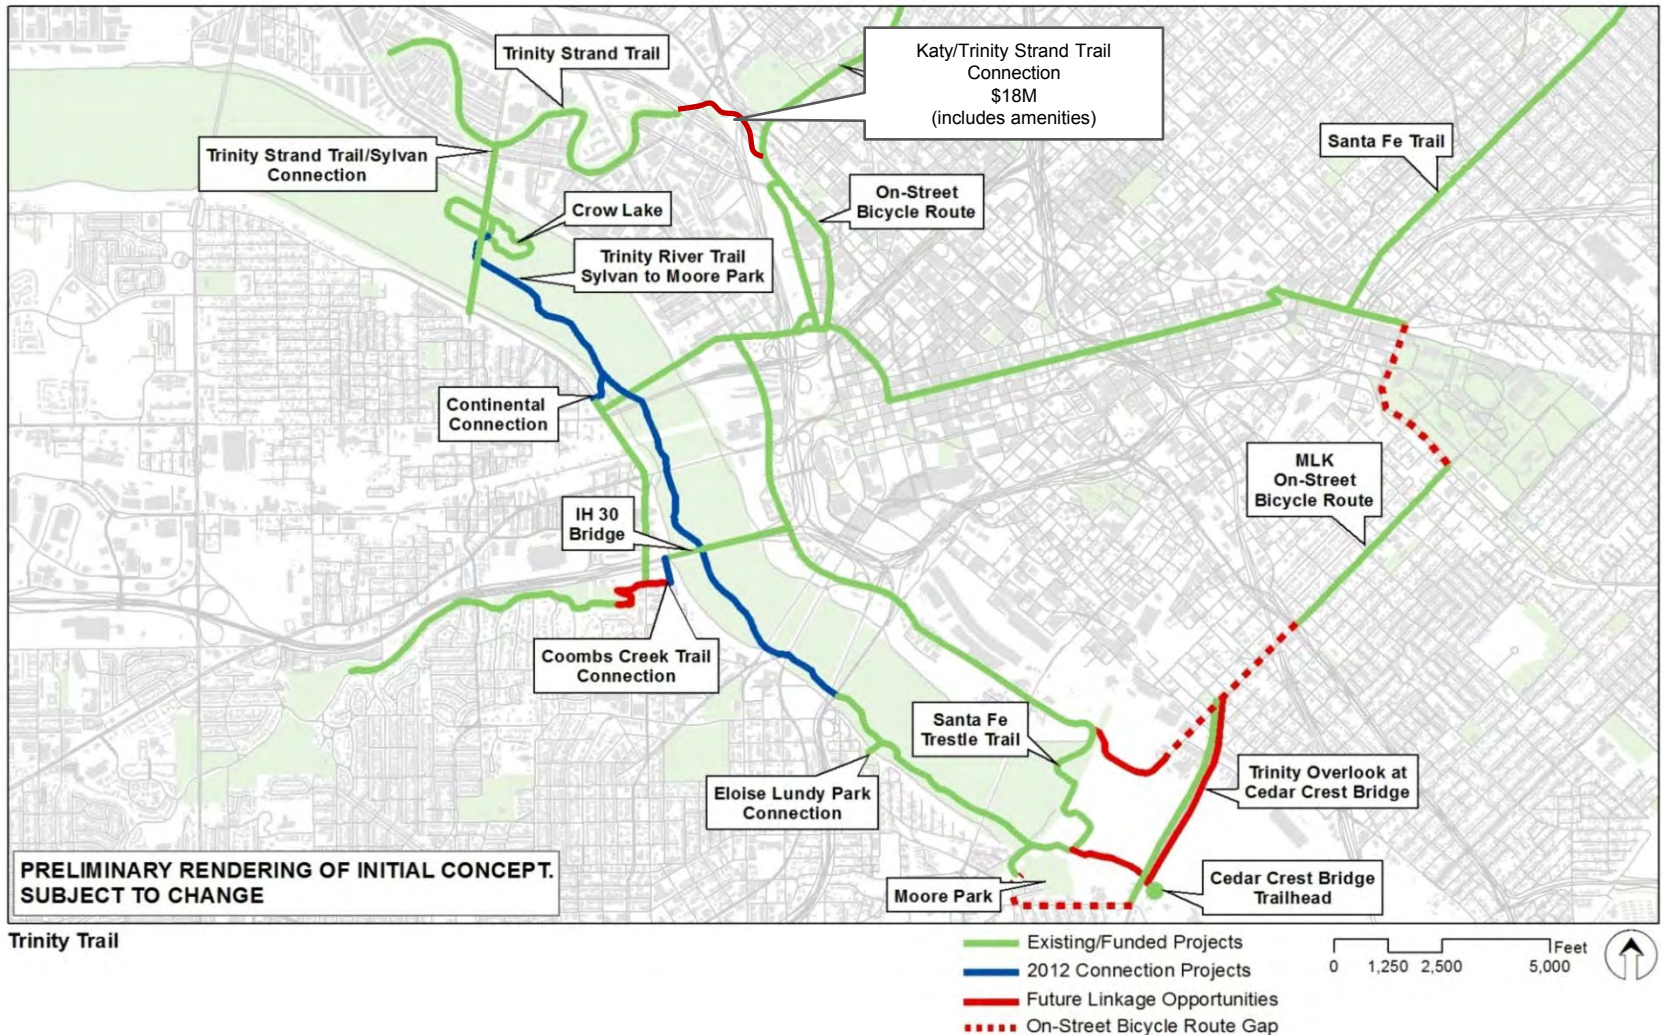 Trinity Strand Trail
Katy/Trinity Strand Trail
Connection
$18M
(includes amenities)
Santa Fe Trail
Trinity Strand Trail/Sylvan
Connection
On-Street
Bicycle Route
Crow Lake
Trinity River Trail
Sylvan to Moore Park
Continental
Connection
MLK
On-Street
Bicycle Route
IH 30
Bridge
Coombs Creek Trail
Connection
Santa Fe
Trestle Trail
Trinity Overlook at
Cedar Crest Bridge
Eloise Lundy Park
Connection
Moore Park
Cedar Crest Bridge
Trailhead
PRELIMINARY RENDERING OF INITIAL CONCEPT.
SUBJECT TO CHANGE
Trinity Trail
Existing/Funded Projects
2012 Connection Projects
Future Linkage Opportunities
On-Street Bicycle Route Gap
Feet
0 1,250 2,500 5,000